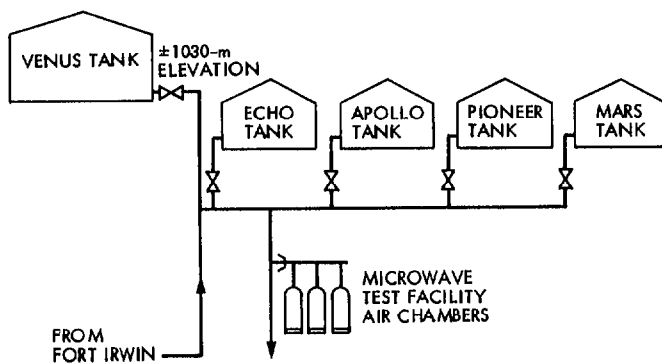 VENUS TANK
±1030-m
ELEVATION
ECHO
TANK
APOLLO
TANK
PIONEER
TANK
MARS
TANK
MICROWAVE
TEST FACILITY
AIR CHAMBERS
FROM
FORT IRWIN